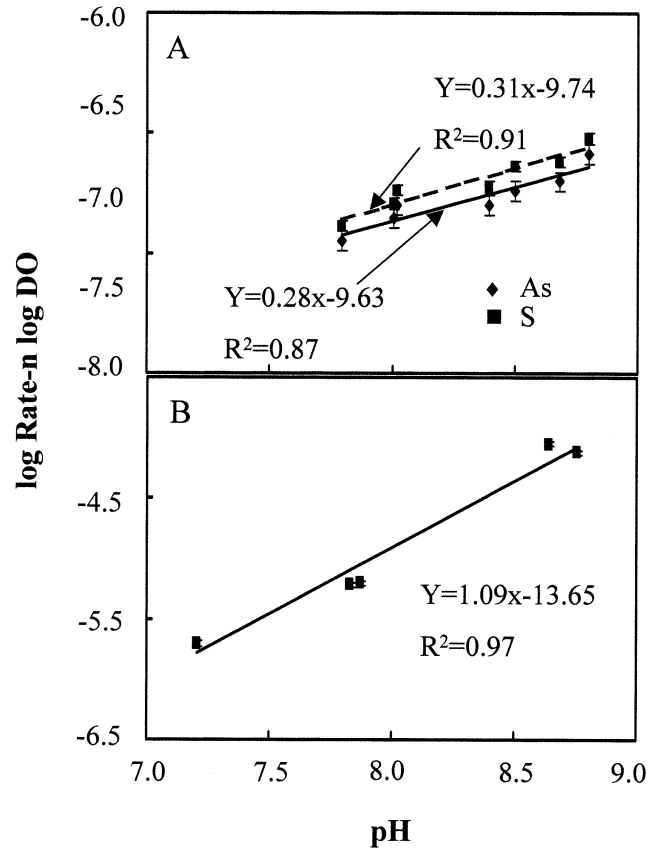 -6.0
A
Y=0.31x-9.74
-6.5
R²=0.91
-7.0
-7.5
Y=0.28x-9.63
As
S
R²=0.87
-8.0
log Rate-n log DO
B
-4.5
Y=1.09x-13.65
-5.5
R²=0.97
-6.5
7.0 7.5 8.0 8.5 9.0
pH